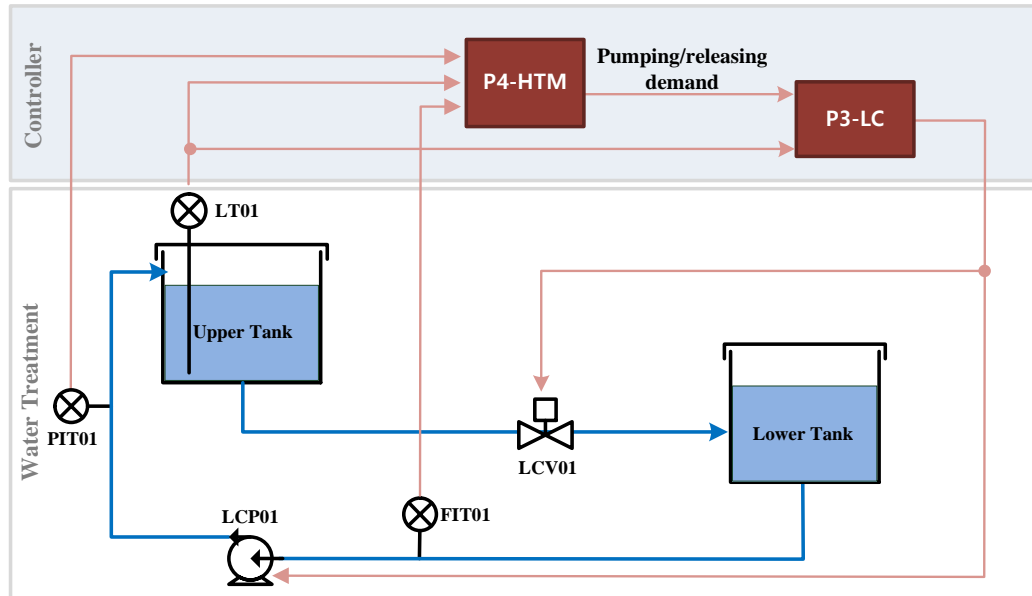 Controller
P4-HTM
Pumping/releasing
demand
P3-LC
Water Treatment
LT01
Upper Tank
PIT01
LCV01
Lower Tank
LCP01
FIT01